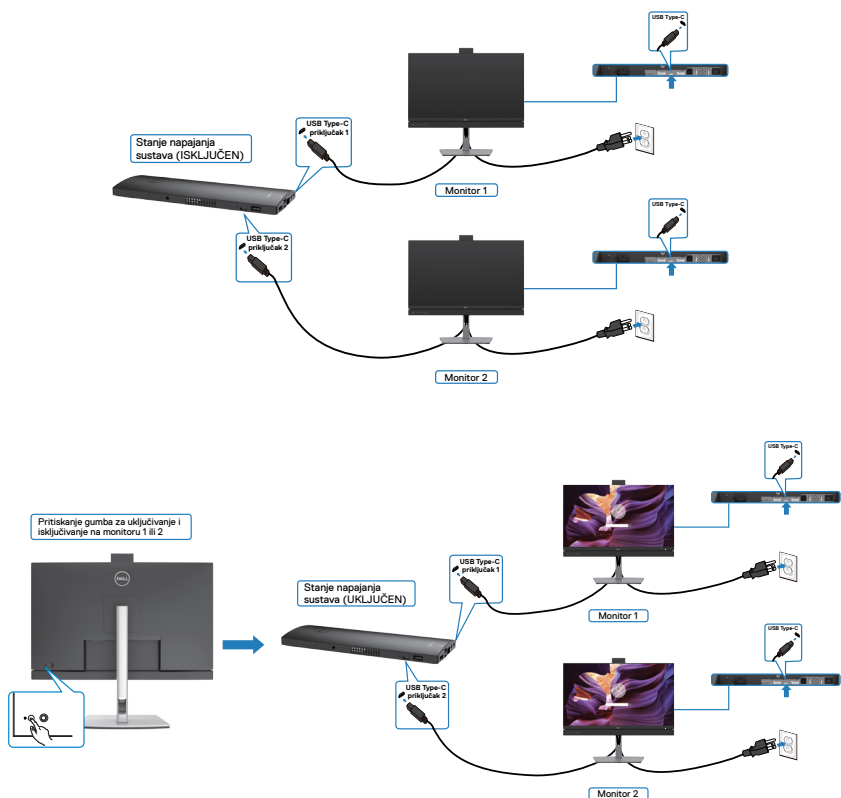 USB Type-C
USB Type-C
priključak 1
Stanje napajanja
sustava (ISKLJUČEN)
Monitor 1
USB Type-C
USB Type-C
priključak 2
Monitor 2
USB Type-C
Pritiskanje gumba za uključivanje i
isključivanje na monitoru 1 ili 2
DELL
USB Type-C
priključak 1
Stanje napajanja
sustava (UKLJUČEN)
Monitor 1
USB Type-C
USB Type-C
priključak 2
Monitor 2